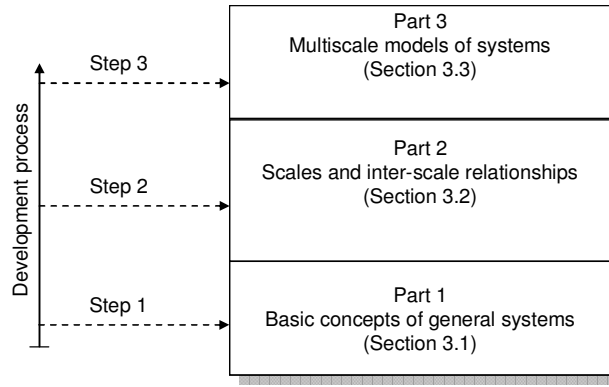 Part 3
Multiscale models of systems
(Section 3.3)
Step 3
Part 2
Scales and inter-scale relationships
(Section 3.2)
Step 2
Part 1
Basic concepts of general systems
(Section 3.1)
Step 1
Development process